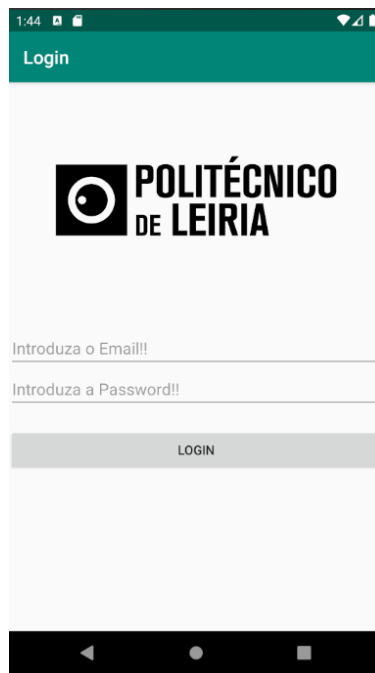 1:44
Login
POLITÉCNICO
DE LEIRIA
Introduza o Email!!
Introduza a Password!!
LOGIN